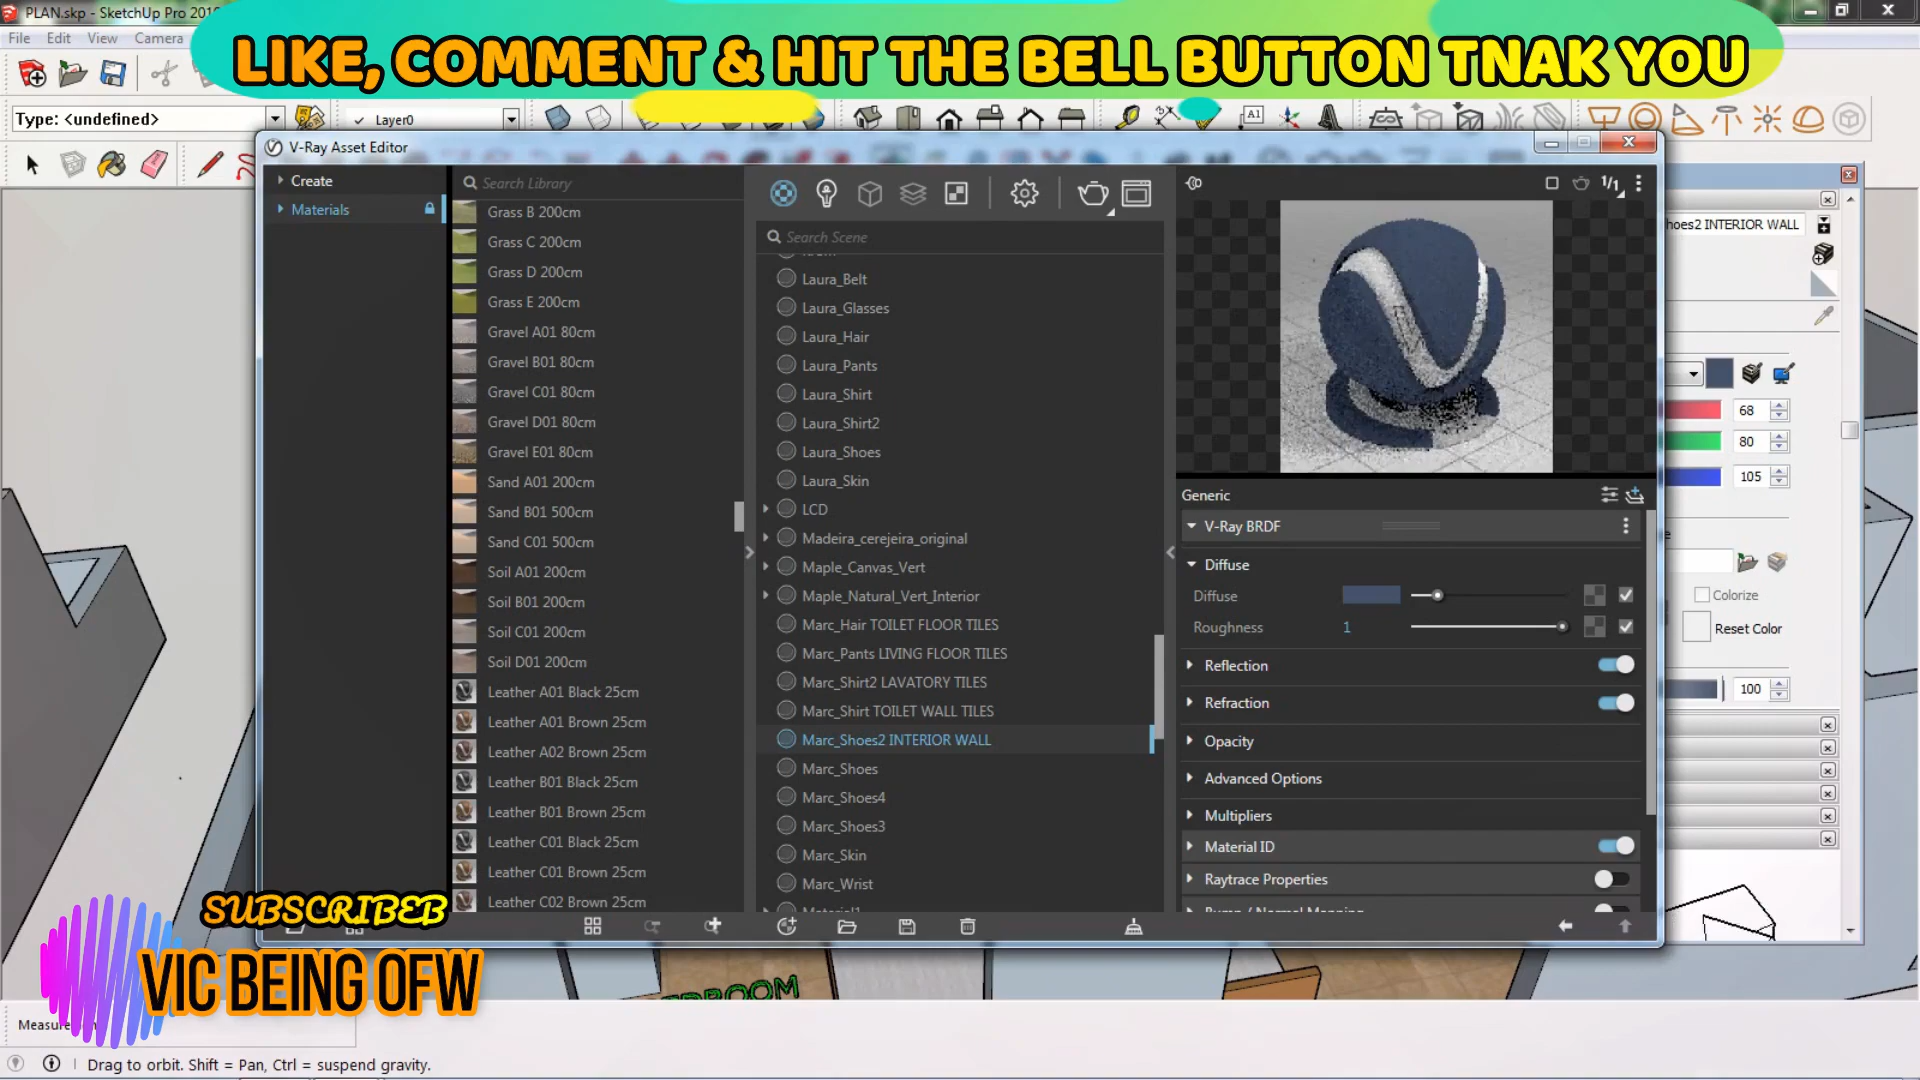 PLAN.skp - SketchUp Pro 201
LIKE, COMMENT & HIT THE BELL BUTTON TNAK YOU
File Edit View Camera
Type: <undefined>
Layer0
A1
V-Ray Asset Editor
Create
Materials
Search Library
Grass B 200cm
Grass C 200cm
Grass D 200cm
Grass E 200cm
Gravel A01 80cm
Gravel B01 80cm
Gravel C01 80cm
Gravel D01 80cm
Gravel E01 80cm
Sand A01 200cm
Sand B01 500cm
Sand C01 500cm
Soil A01 200cm
Soil B01 200cm
Soil C01 200cm
Soil D01 200cm
Leather A01 Black 25cm
Leather A01 Brown 25cm
Leather A02 Brown 25cm
Leather B01 Black 25cm
Leather B01 Brown 25cm
Leather C01 Black 25cm
Leather C01 Brown 25cm
Leather C02 Brown 25cm
Search Scene
Laura_Belt
Laura_Glasses
Laura_Hair
Laura_Pants
Laura_Shirt
Laura_Shirt2
Laura_Shoes
Laura_Skin
LCD
Madeira_cerejeira_original
Maple_Canvas_Vert
Maple_Natural_Vert_Interior
Marc_Hair TOILET FLOOR TILES
Marc_Pants LIVING FLOOR TILES
Marc_Shirt2 LAVATORY TILES
Marc_Shirt TOILET WALL TILES
Marc_Shoes2 INTERIOR WALL
Marc_Shoes
Marc_Shoes4
Marc_Shoes3
Marc_Skin
Marc_Wrist
Material1
1/1
Generic
V-Ray BRDF
Diffuse
Diffuse
Roughness 1
Reflection
Refraction
Opacity
Advanced Options
Multipliers
Material ID
Raytrace Properties
Bump / Normal Mapping
hoes2 INTERIOR WALL
68
80
105
Colorize
Reset Color
100
SUBSCRIBEB
VIC BEING OFW
Measurem
Drag to orbit. Shift = Pan, Ctrl = suspend gravity.